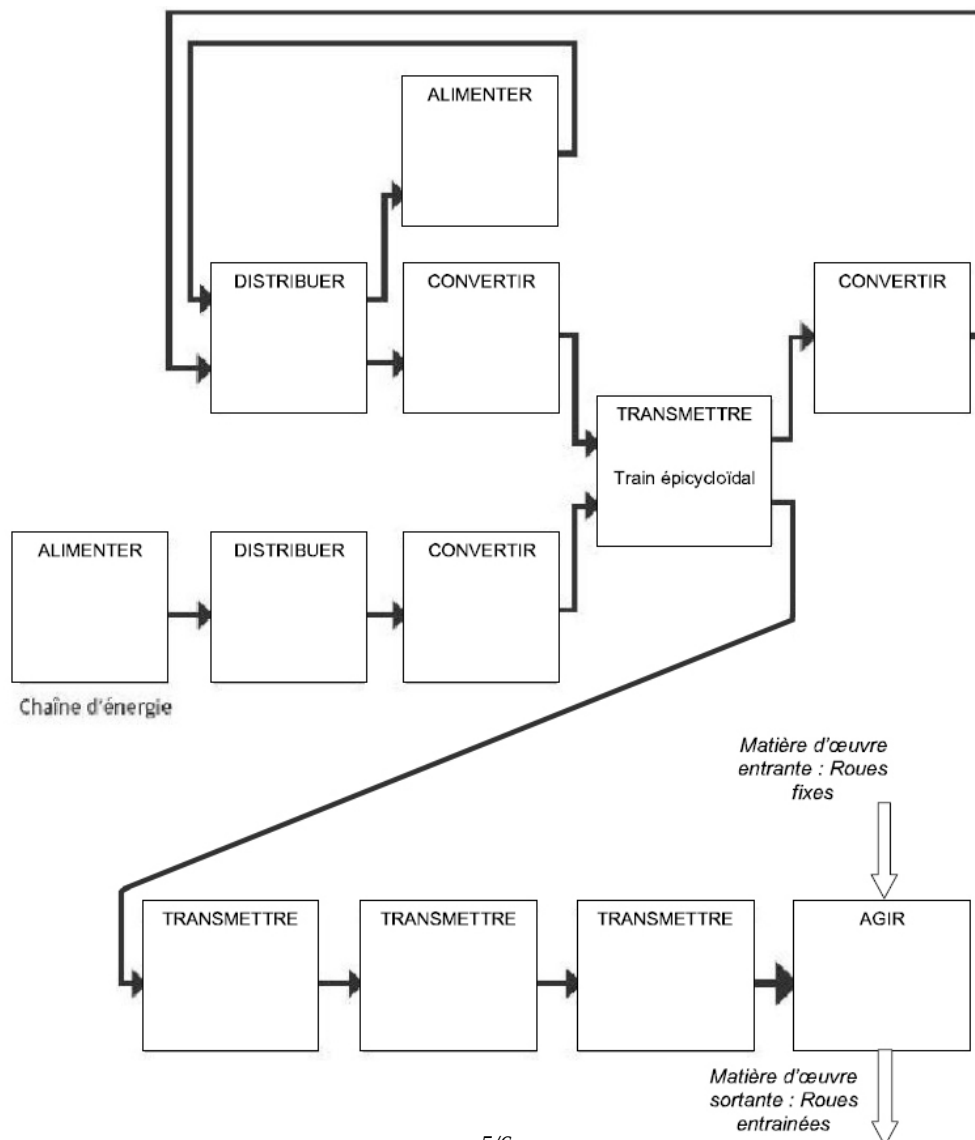 ALIMENTER
DISTRIBUER
CONVERTIR
CONVERTIR
TRANSMETTRE
Train épicycloïdal
ALIMENTER
DISTRIBUER
CONVERTIR
Chaîne d'énergie
Matière d'œuvre
entrante : Roues
fixes
TRANSMETTRE
TRANSMETTRE
TRANSMETTRE
AGIR
Matière d'œuvre
sortante : Roues
entrainées